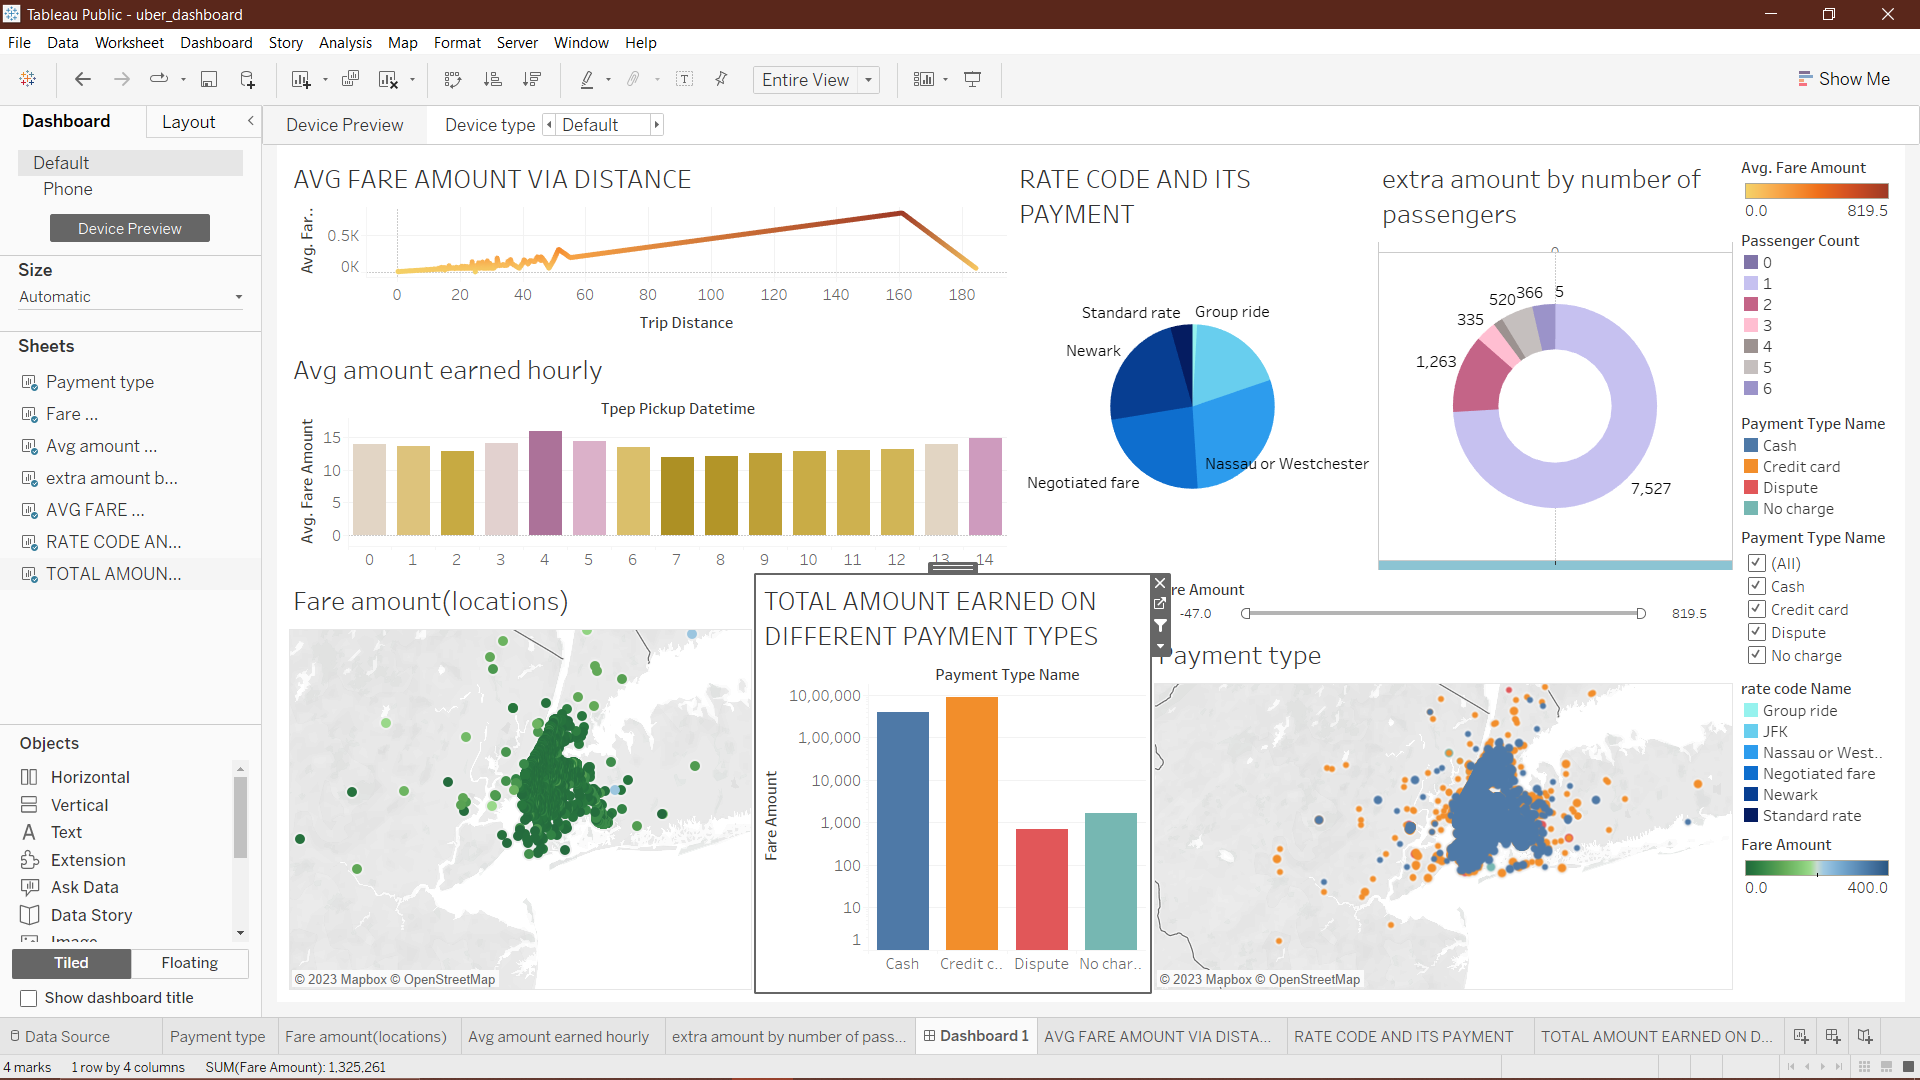 Tableau Public - uber_dashboard
File Data Worksheet Dashboard Story Analysis Map Format Server Window Help
Entire View
Show Me
Dashboard Layout
Device Preview Device type Default
Default
Phone
Device Preview
Size
Automatic
Sheets
Payment type
Fare ...
Avg amount ...
extra amount b...
AVG FARE ...
RATE CODE AN...
TOTAL AMOUN...
Objects
Horizontal
Vertical
Text
Extension
Ask Data
Data Story
Image
Tiled Floating
Show dashboard title
AVG FARE AMOUNT VIA DISTANCE
Avg. Far..
0.5K
0K
0 20 40 60 80 100 120 140 160 180
Trip Distance
Avg amount earned hourly
Tpep Pickup Datetime
Avg. Fare Amount
15
10
5
0
0 1 2 3 4 5 6 7 8 9 10 11 12 13 14
RATE CODE AND ITS
PAYMENT
Standard rate Group ride
Newark
Nassau or Westchester
Negotiated fare
extra amount by number of
passengers
0
520 366 5
335
1,263
7,527
Fare amount(locations)
© 2023 Mapbox © OpenStreetMap
TOTAL AMOUNT EARNED ON
DIFFERENT PAYMENT TYPES
Payment Type Name
Fare Amount
10,00,000
1,00,000
10,000
1,000
100
10
1
Cash Credit c.. Dispute No char..
re Amount
-47.0 819.5
Payment type
© 2023 Mapbox © OpenStreetMap
Avg. Fare Amount
0.0 819.5
Passenger Count
0
1
2
3
4
5
6
Payment Type Name
Cash
Credit card
Dispute
No charge
Payment Type Name
(All)
Cash
Credit card
Dispute
No charge
rate code Name
Group ride
JFK
Nassau or West..
Negotiated fare
Newark
Standard rate
Fare Amount
0.0 400.0
Data Source Payment type Fare amount(locations) Avg amount earned hourly extra amount by number of pass... Dashboard 1 AVG FARE AMOUNT VIA DISTA... RATE CODE AND ITS PAYMENT TOTAL AMOUNT EARNED ON D...
4 marks 1 row by 4 columns SUM(Fare Amount): 1,325,261